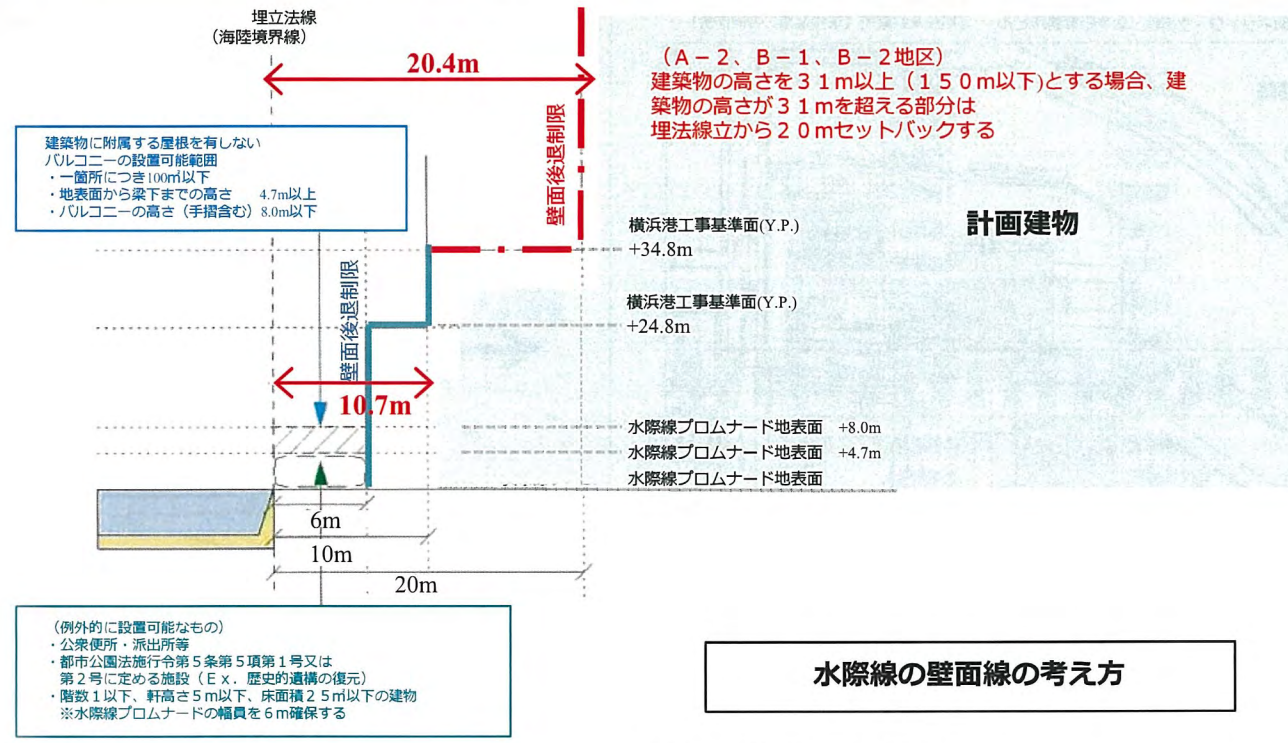 埋立法線
（海陸境界線）
20.4m
（Ａ－２、Ｂ－１、Ｂ－２地区）
建築物の高さを３１ｍ以上（１５０ｍ以下)とする場合、建
築物の高さが３１ｍを超える部分は
埋法線立から２０ｍセットバックする
建築物に附属する屋根を有しない
バルコニーの設置可能範囲
・一箇所につき100㎡以下
・地表面から梁下までの高さ　4.7m以上
・バルコニーの高さ（手摺含む）8.0m以下
壁面後退制限
計画建物
横浜港工事基準面(Y.P.)
+34.8m
壁面後退制限
横浜港工事基準面(Y.P.)
+24.8m
10.7m
水際線プロムナード地表面　+8.0m
水際線プロムナード地表面　+4.7m
水際線プロムナード地表面
6m
10m
20m
（例外的に設置可能なもの）
・公衆便所・派出所等
・都市公園法施行令第５条第５項第１号又は
第２号に定める施設（Ｅｘ．歴史的遺構の復元）
・階数１以下、軒高さ５ｍ以下、床面積２５㎡以下の建物
※水際線プロムナードの幅員を６ｍ確保する
水際線の壁面線の考え方